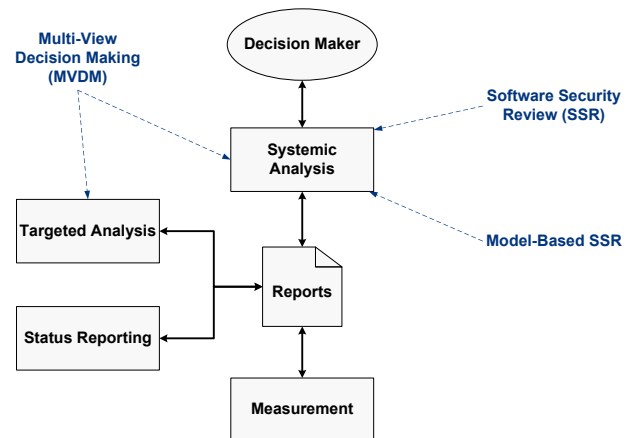 Multi-View
Decision Making
(MVDM)
Decision Maker
Software Security
Review (SSR)
Systemic
Analysis
Targeted Analysis
Model-Based SSR
Reports
Status Reporting
Measurement